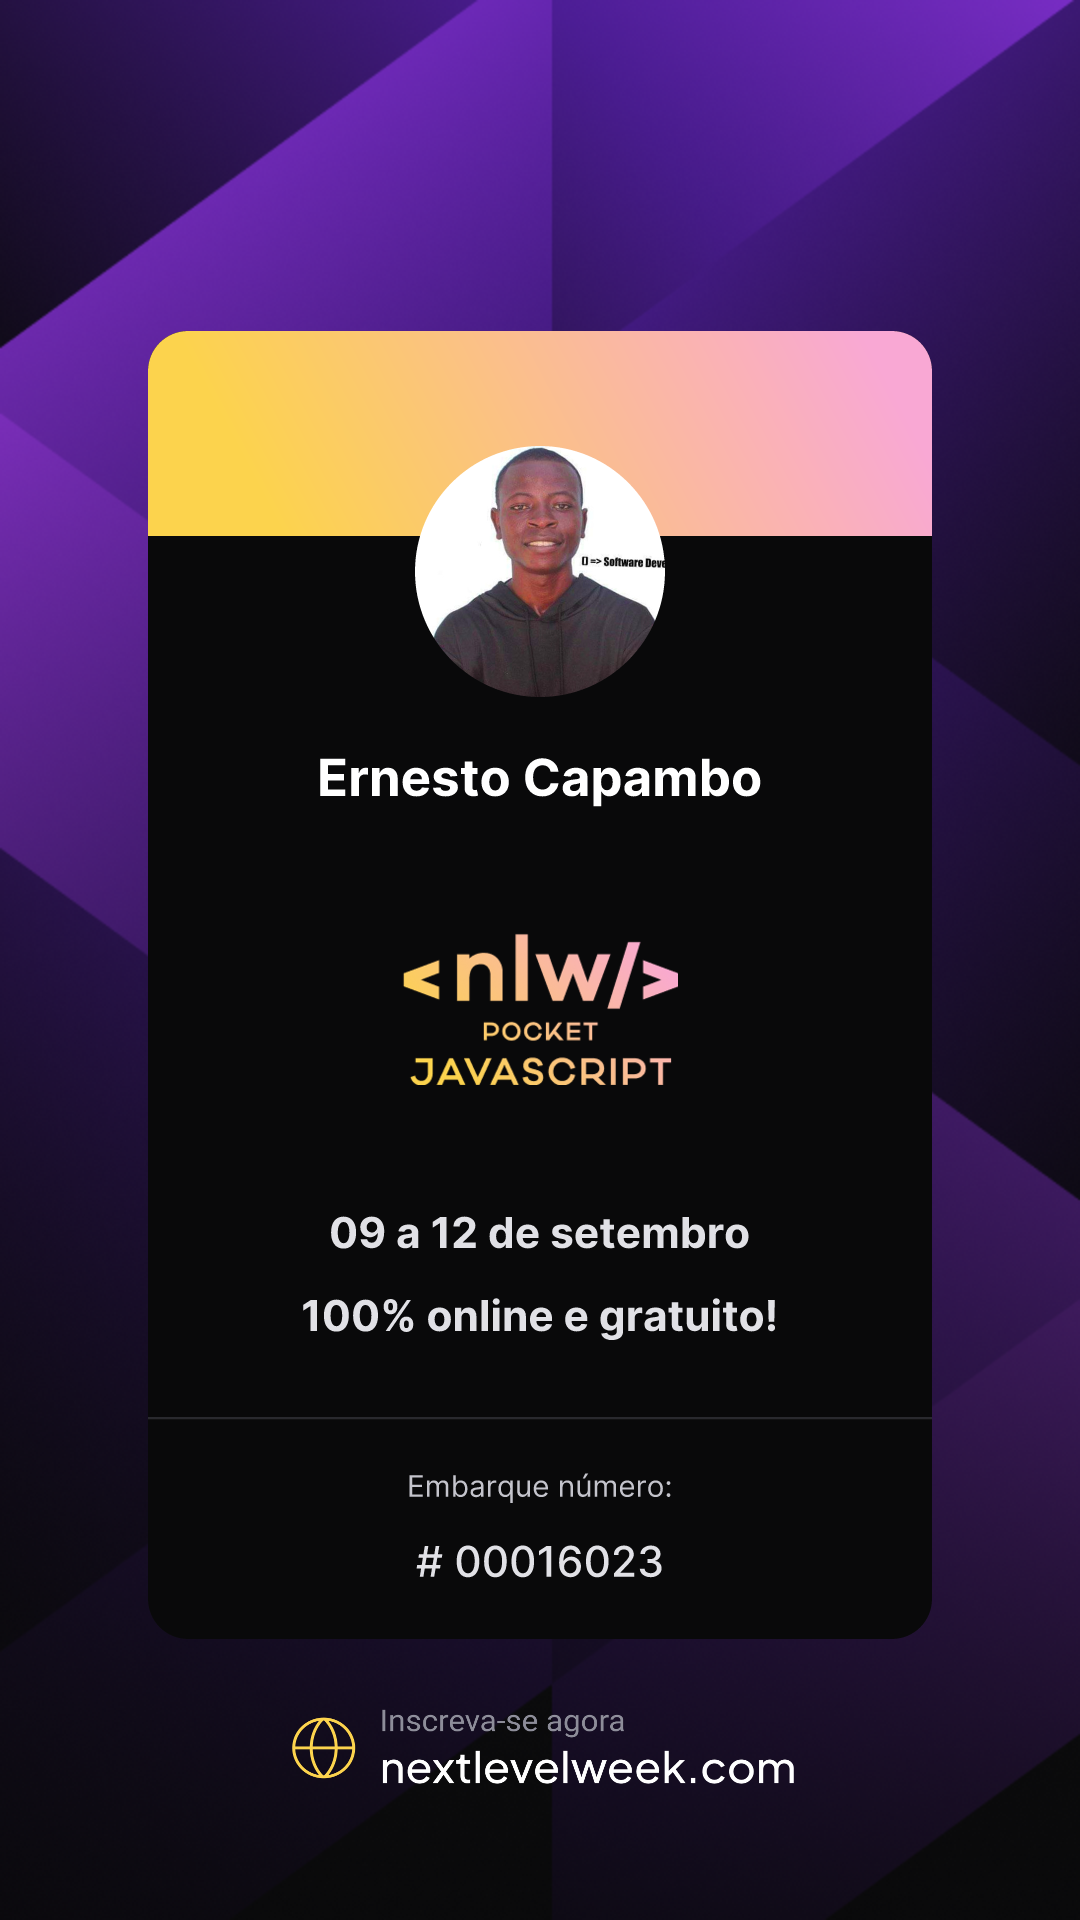 [] => Software Deve
Ernesto Capambo
<nlw/>
POCKET
JAVASCRIPT
09 a 12 de setembro
100% online e gratuito!
Embarque número:
# 00016023
Inscreva-se agora
nextlevelweek.com